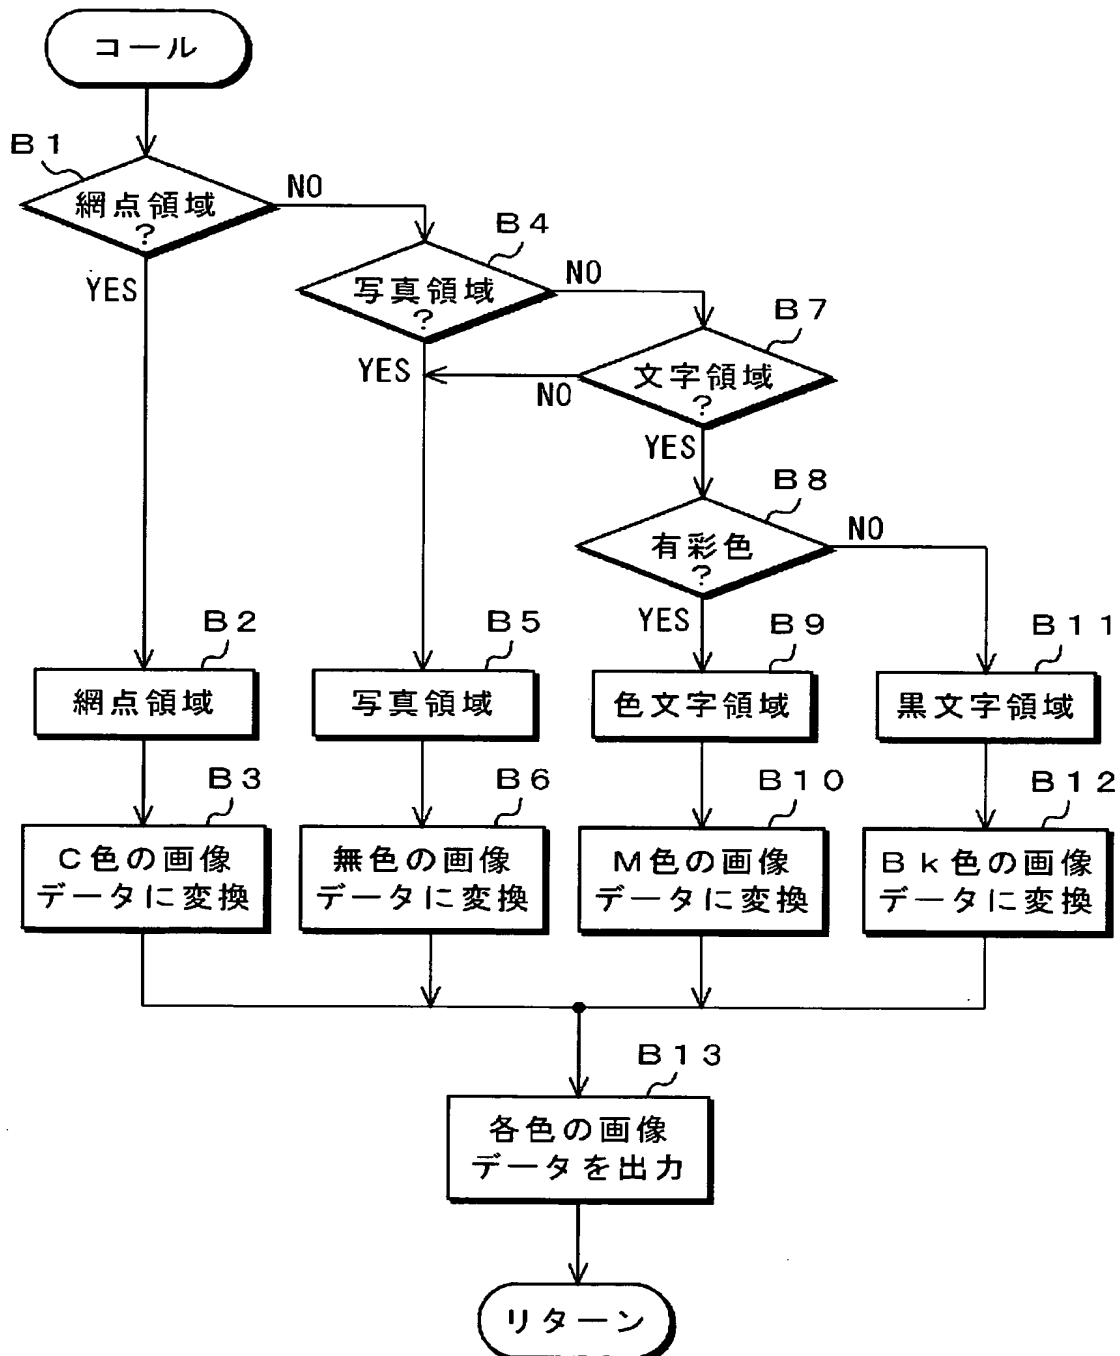 コール
B1
網点領域
?
NO
YES
B4
写真領域
?
NO
YES
B7
文字領域
?
NO
YES
B8
有彩色
?
NO
YES
B2
網点領域
B5
写真領域
B9
色文字領域
B11
黒文字領域
B3
C色の画像
データに変換
B6
無色の画像
データに変換
B10
M色の画像
データに変換
B12
Bk色の画像
データに変換
B13
各色の画像
データを出力
リターン